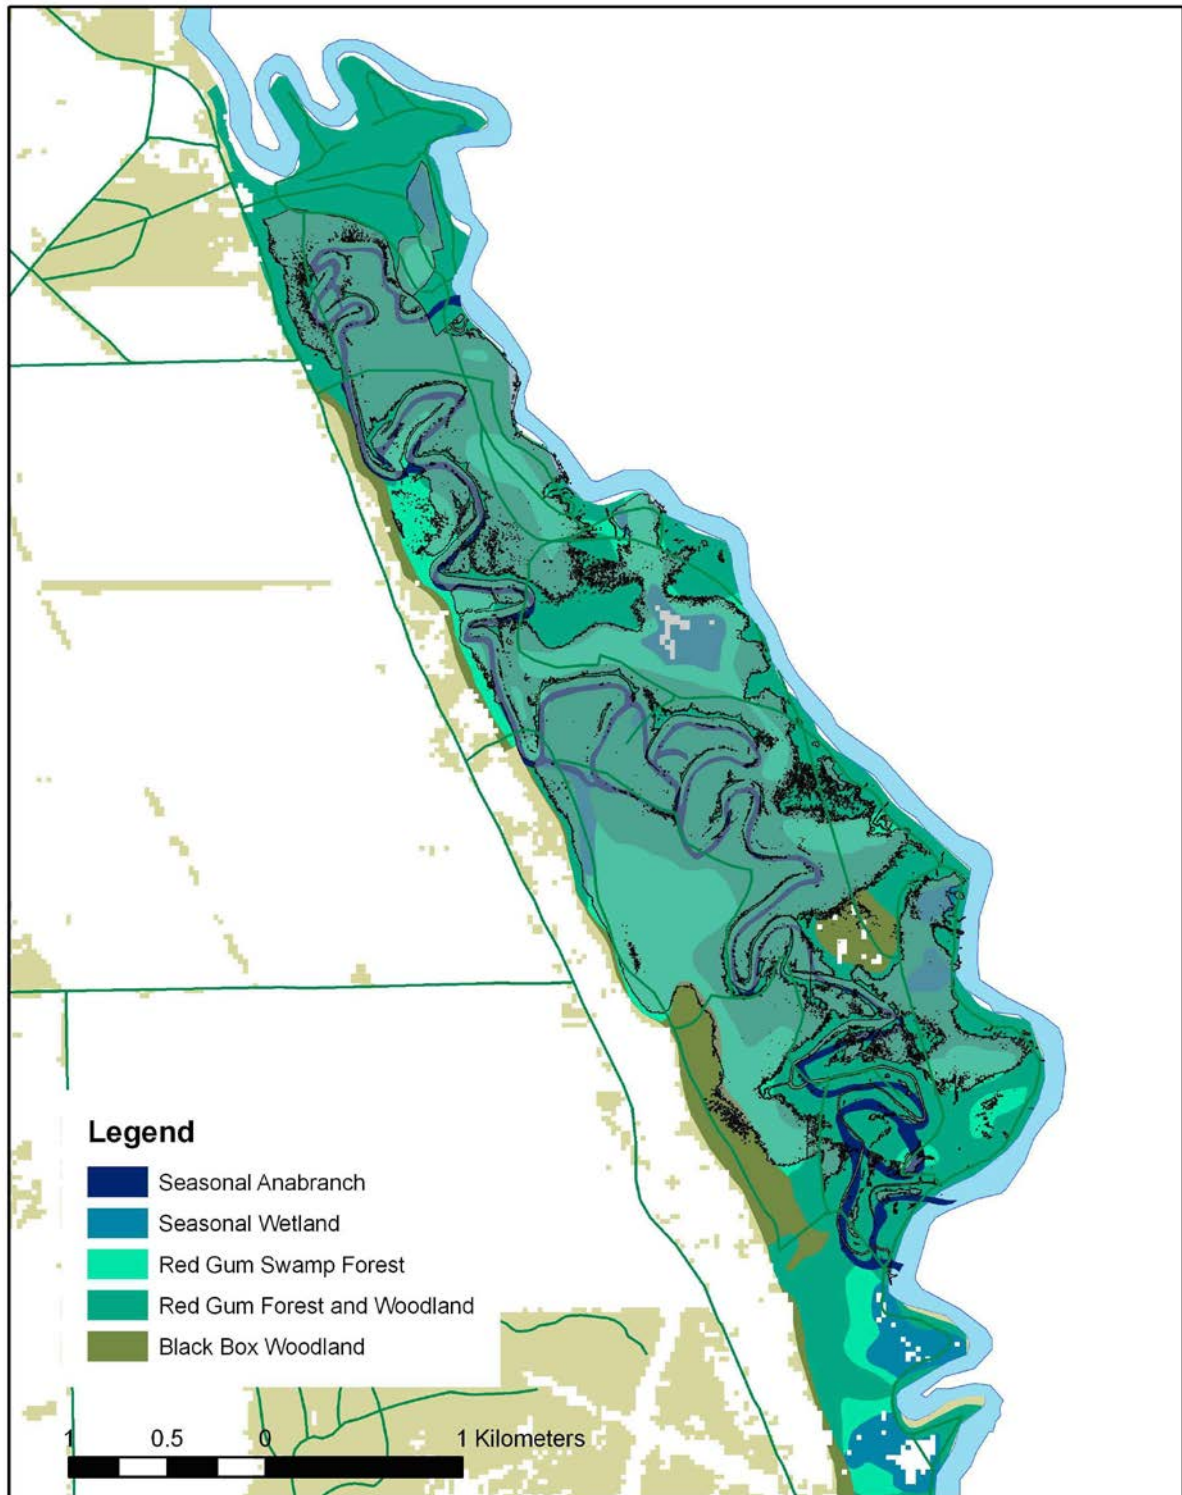 Legend
Seasonal Anabranch
Seasonal Wetland
Red Gum Swamp Forest
Red Gum Forest and Woodland
Black Box Woodland
1 0.5 0 1 Kilometers